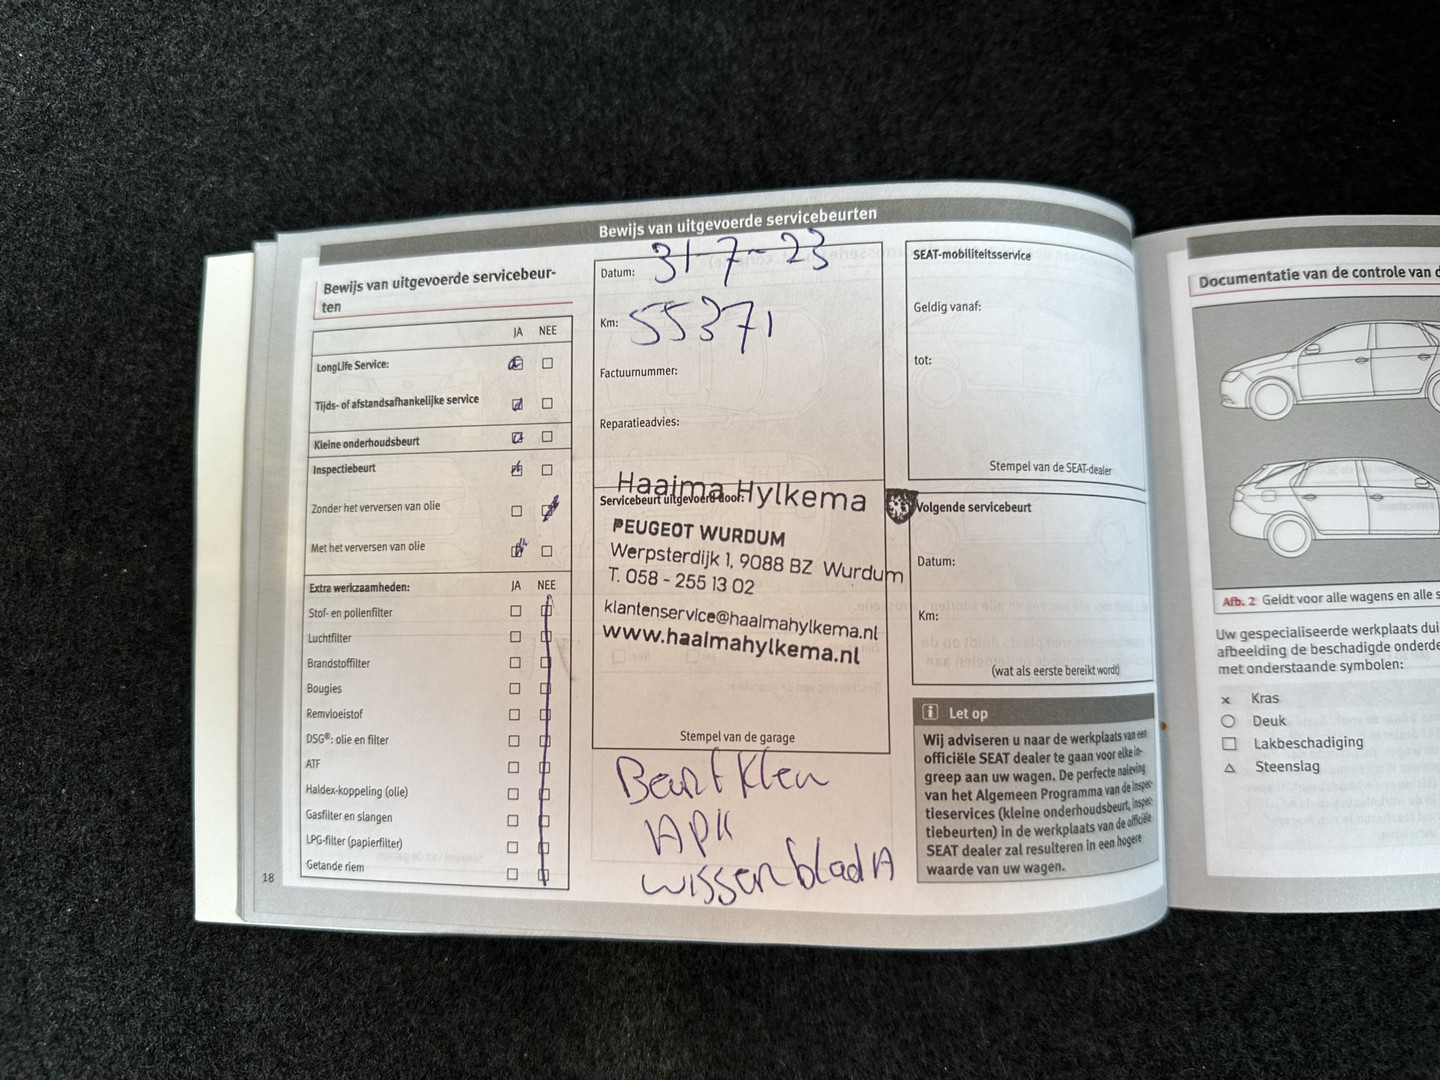 Bewijs van uitgevoerde servicebeurten
Bewijs van uitgevoerde servicebeur-
ten
JA NEE
LongLife Service:
Tijds- of afstandsafhankelijke service
Kleine onderhoudsbeurt
Inspectiebeurt
Zonder het verversen van olie
Met het verversen van olie
Extra werkzaamheden: JA NEE
Stof- en pollenfilter
Luchtfilter
Brandstoffilter
Bougies
Remvloeistof
DSG®: olie en filter
ATF
Haldex-koppeling (olie)
Gasfilter en slangen
LPG-filter (papierfilter)
Getande riem
18
Datum: 31-7-23
Km: 55371
Factuurnummer:
Reparatieadvies:
Haaima Hylkema
Servicebeurt uitgevoerd door:
PEUGEOT WURDUM
Werpsterdijk 1, 9088 BZ Wurdum
T. 058 - 255 13 02
klantenservice@haaimahylkema.nl
www.haaimahylkema.nl
Stempel van de garage
Beurt Klein
APK
wissenblad A
SEAT-mobiliteitsservice
Geldig vanaf:
tot:
Stempel van de SEAT-dealer
Volgende servicebeurt
Datum:
Km:
(wat als eerste bereikt wordt)
Let op
Wij adviseren u naar de werkplaats van een
officiële SEAT dealer te gaan voor elke in-
greep aan uw wagen. De perfecte naleving
van het Algemeen Programma van de Inspec-
tieservices (kleine onderhoudsbeurt, inspec-
tiebeurten) in de werkplaats van de officiële
SEAT dealer zal resulteren in een hogere
waarde van uw wagen.
Documentatie van de controle van d
Afb. 2 Geldt voor alle wagens en alle s
Uw gespecialiseerde werkplaats dui
afbeelding de beschadigde onderde
met onderstaande symbolen:
x Kras
○ Deuk
□ Lakbeschadiging
△ Steenslag